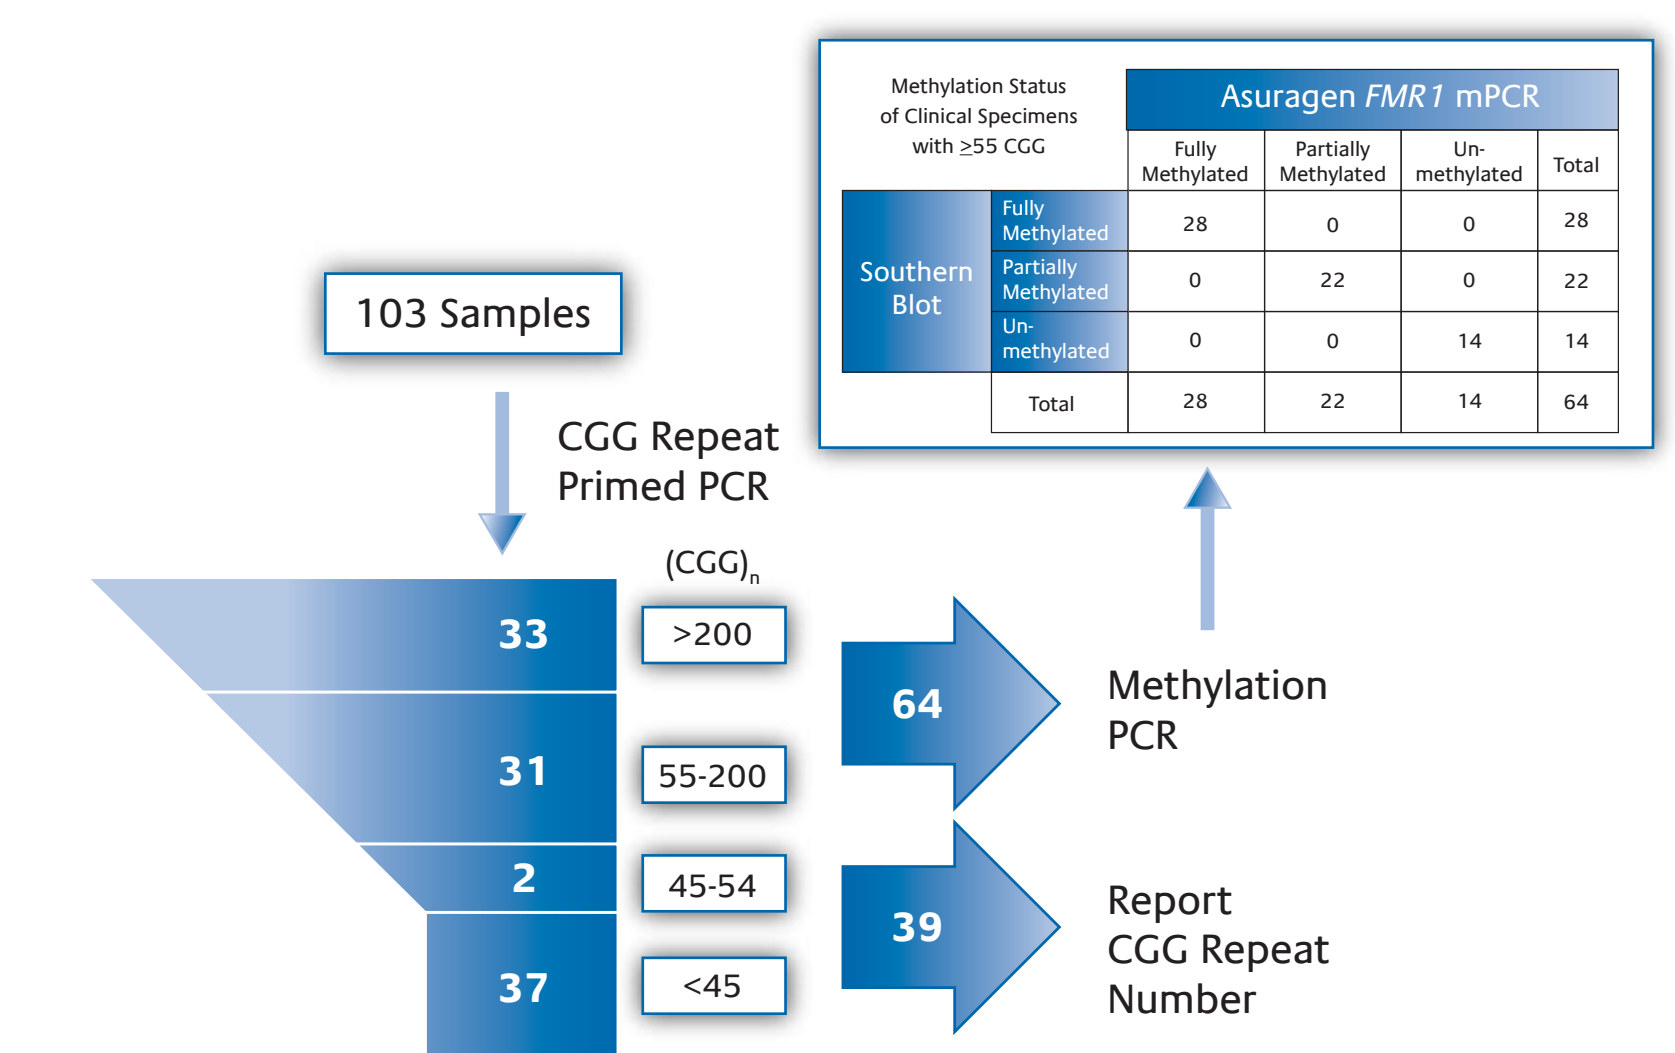 Methylation Status
of Clinical Specimens
with ≥55 CGG
Asuragen FMR1 mPCR
Fully
Methylated
Partially
Methylated
Un-
methylated
Total
Southern
Blot
Fully
Methylated
28
0
0
28
Partially
Methylated
0
22
0
22
Un-
methylated
0
0
14
14
Total
28
22
14
64
103 Samples
CGG Repeat
Primed PCR
(CGG)n
33
>200
31
55-200
2
45-54
37
<45
64
Methylation
PCR
39
Report
CGG Repeat
Number